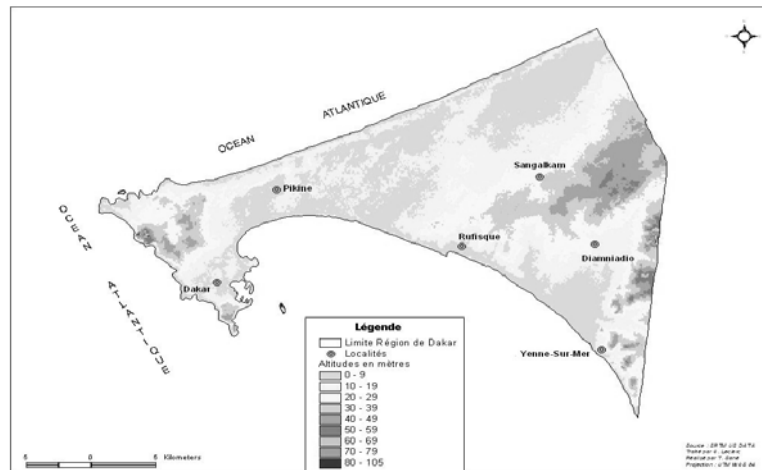 OCEAN ATLANTIQUE
Sangalkam
Pikine
OCEAN ATLANTIQUE
Rufisque
Diamniadio
Dakar
Yenne-Sur-Mer
Légende
Limite Région de Dakar
Localités
Altitudes en mètres
0 - 9
10 - 19
20 - 29
30 - 39
40 - 49
50 - 59
60 - 69
70 - 79
80 - 105
5 0 5 Kilometers